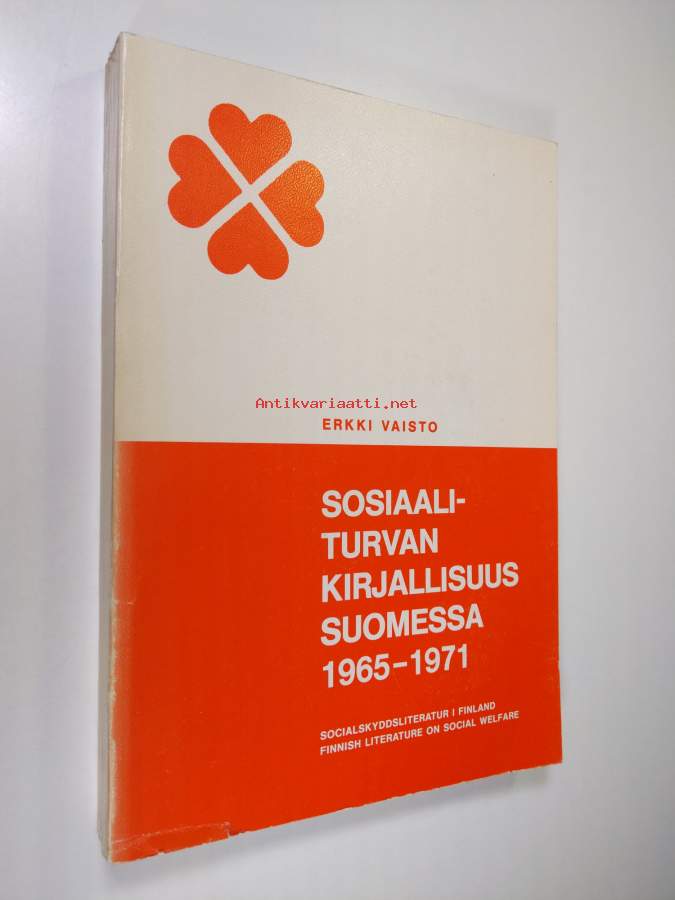 Antikvariaatti.net
ERKKI VAISTO
SOSIAALI-
TURVAN
KIRJALLISUUS
SUOMESSA
1965-1971
SOCIALSKYDDSLITERATUR I FINLAND
FINNISH LITERATURE ON SOCIAL WELFARE